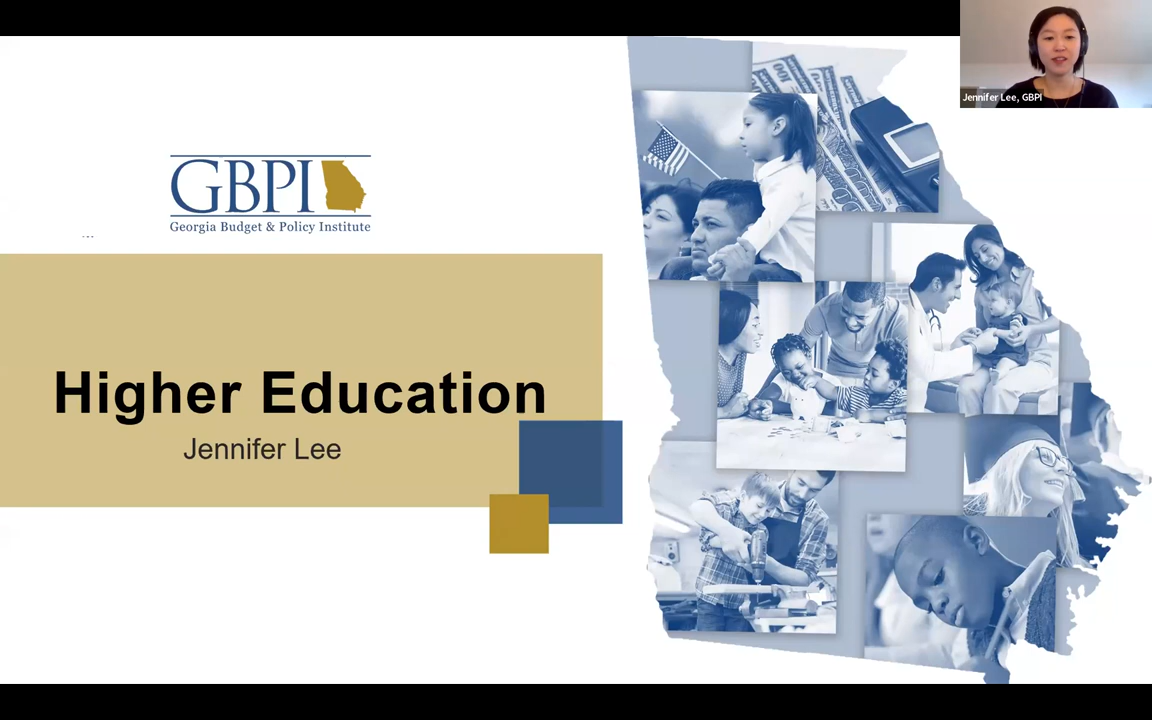 Jennifer Lee, GBPI
GBPI
Georgia Budget & Policy Institute
Higher Education
Jennifer Lee